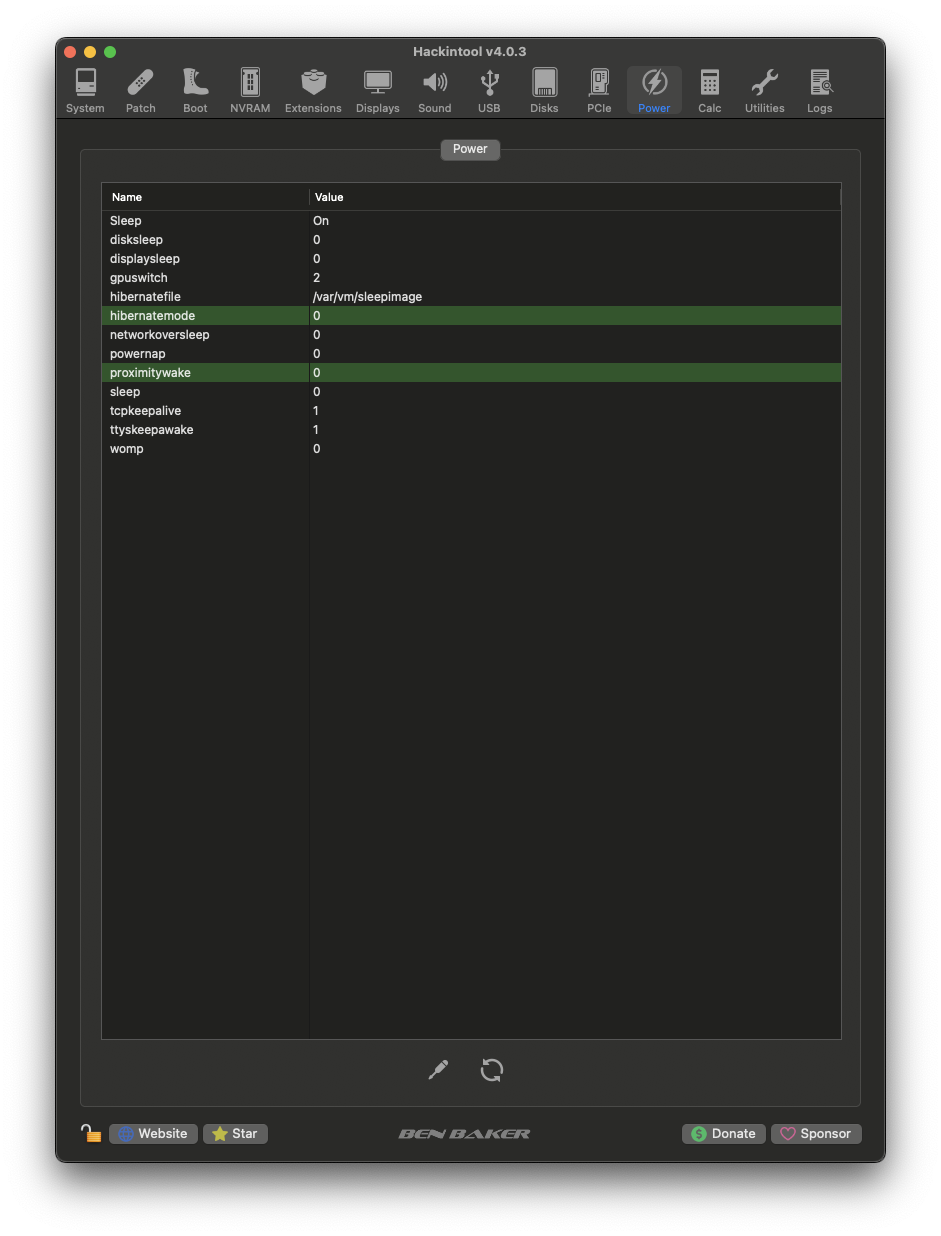 Hackintool v4.0.3
System Patch Boot NVRAM Extensions Displays Sound USB Disks PCIe Power Calc Utilities Logs
Power
Name Value
Sleep On
disksleep 0
displaysleep 0
gpuswitch 2
hibernatefile /var/vm/sleepimage
hibernatemode 0
networkoversleep 0
powernap 0
proximitywake 0
sleep 0
tcpkeepalive 1
ttyskeepawake 1
womp 0
Website Star BEN BAKER $ Donate Sponsor